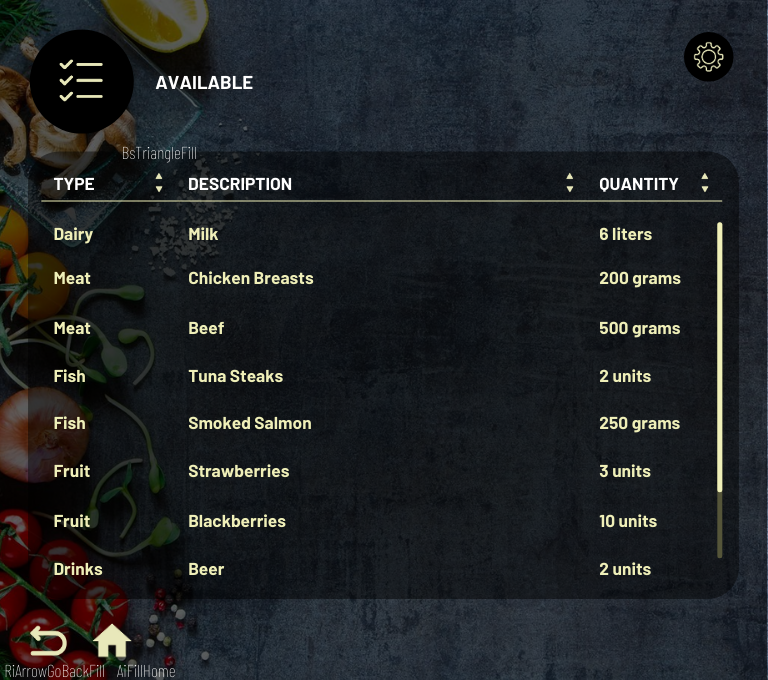 AVAILABLE
BsTriangleFill
TYPE DESCRIPTION QUANTITY
Dairy Milk 6 liters
Meat Chicken Breasts 200 grams
Meat Beef 500 grams
Fish Tuna Steaks 2 units
Fish Smoked Salmon 250 grams
Fruit Strawberries 3 units
Fruit Blackberries 10 units
Drinks Beer 2 units
RiArrowGoBackFill AiFillHome